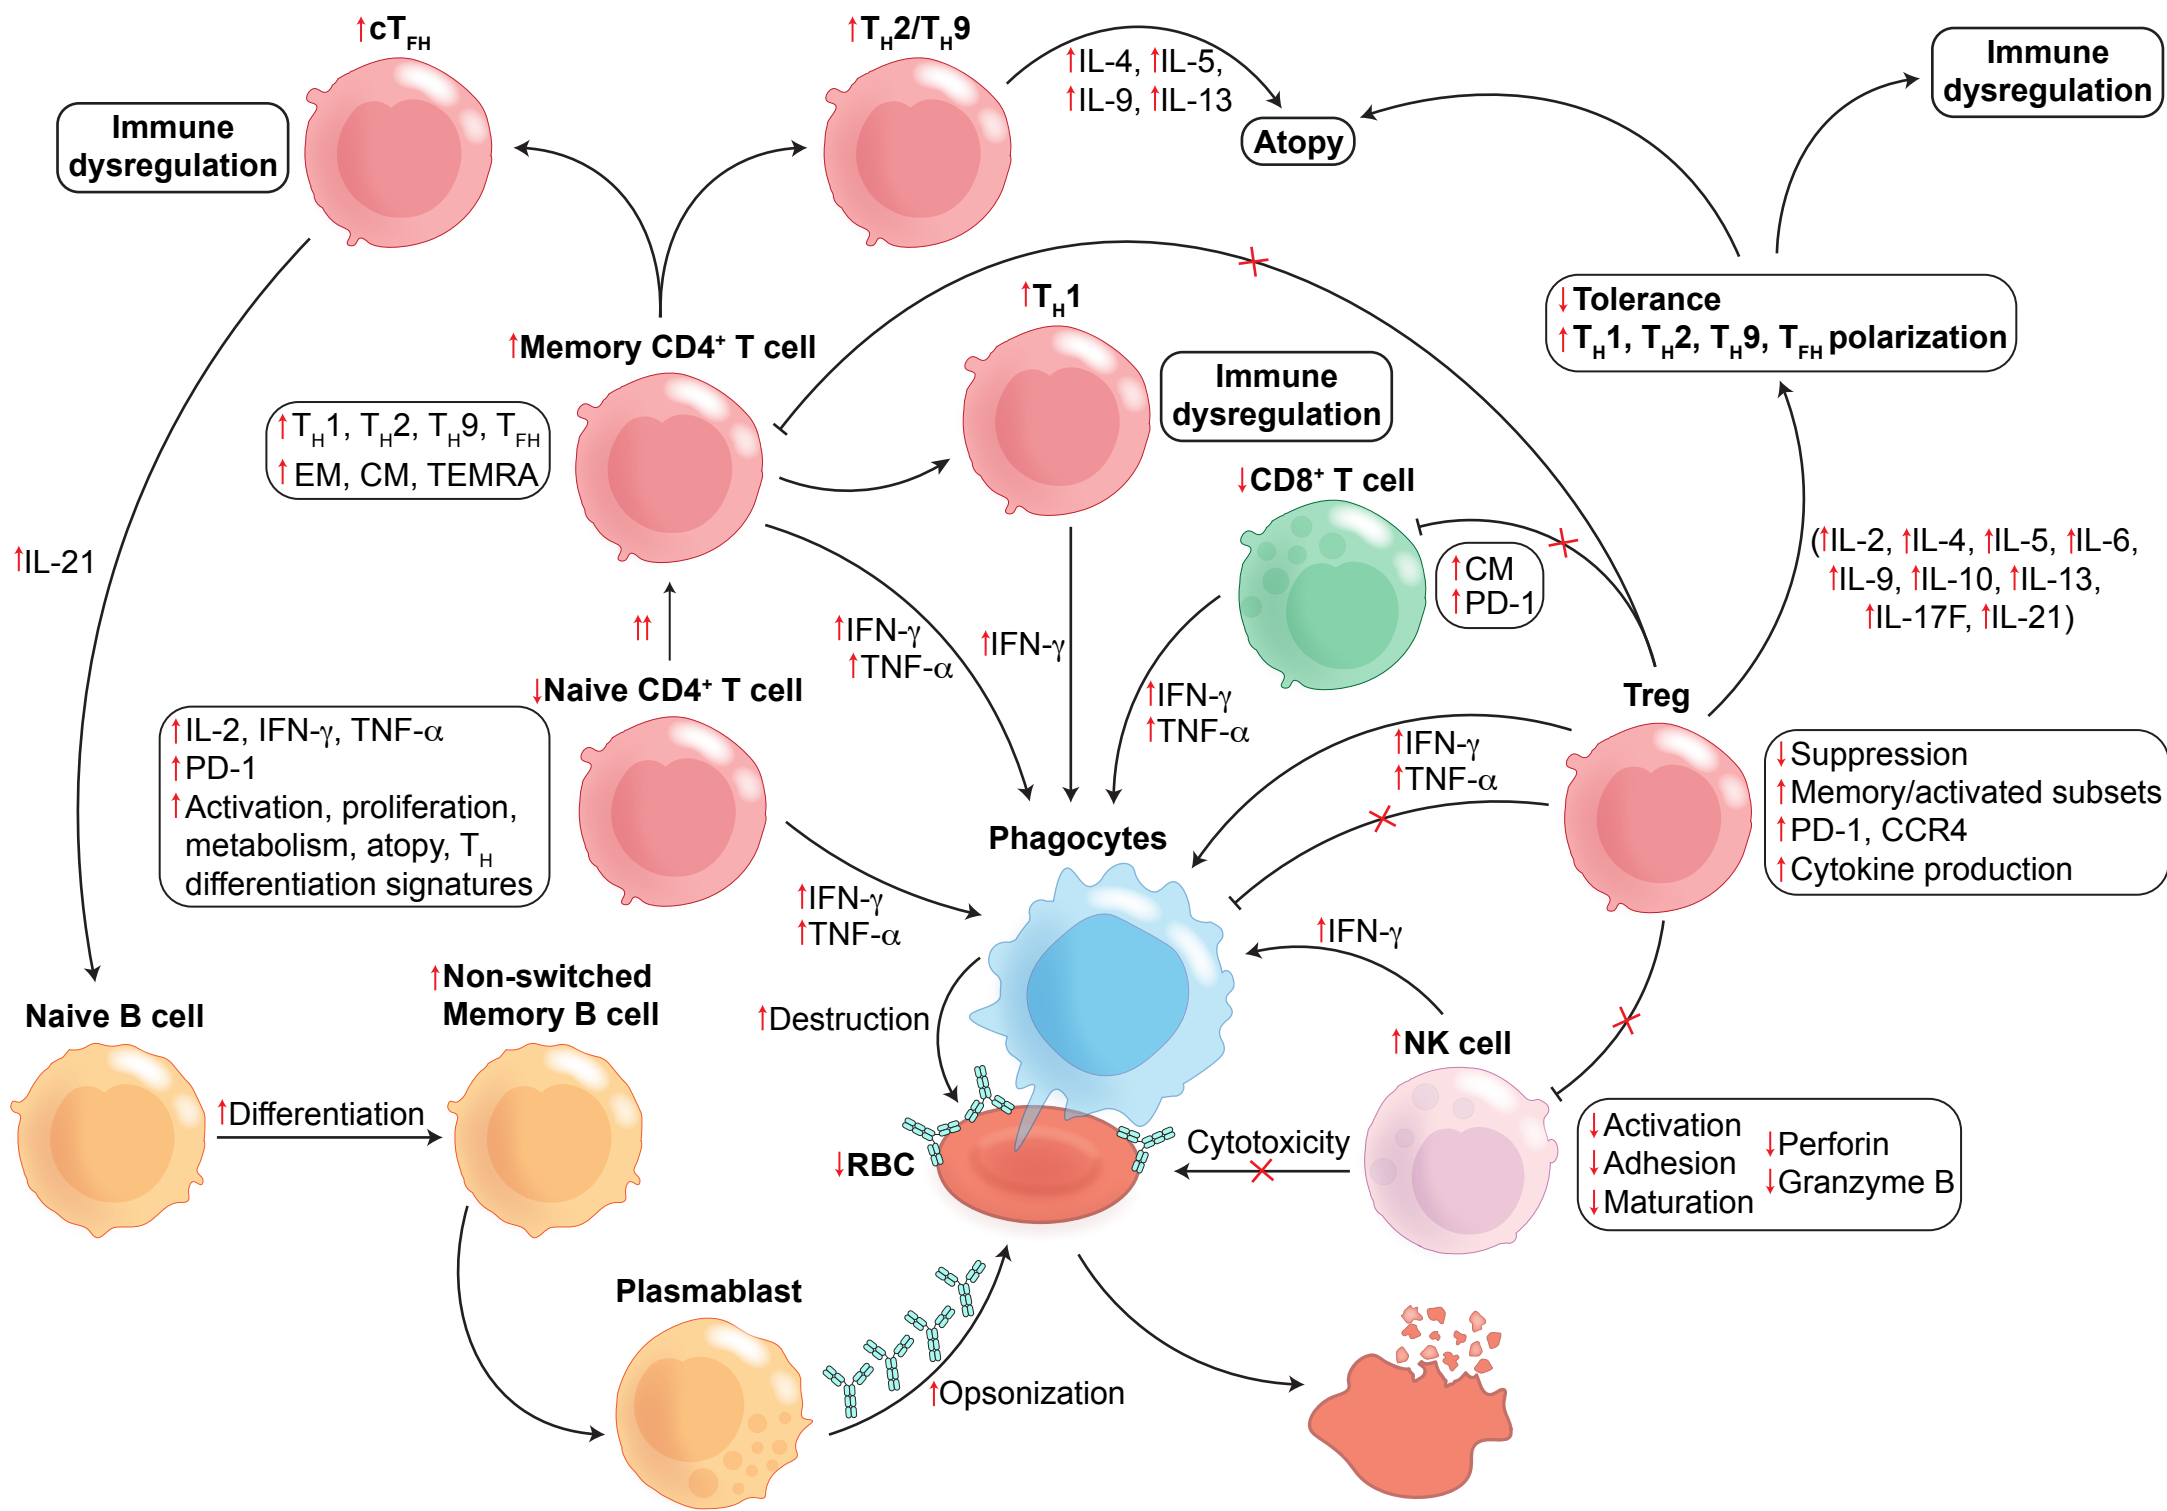 ↑cTFH
↑TH2/TH9
↑IL-4, ↑IL-5,
↑IL-9, ↑IL-13
Immune
dysregulation
Immune
dysregulation
Atopy
↓Tolerance
↑TH1, TH2, TH9, TFH polarization
↑TH1
↑Memory CD4⁺ T cell
Immune
dysregulation
↑TH1, TH2, TH9, TFH
↑EM, CM, TEMRA
↓CD8⁺ T cell
↑IL-21
↑CM
↑PD-1
(↑IL-2, ↑IL-4, ↑IL-5, ↑IL-6,
↑IL-9, ↑IL-10, ↑IL-13,
↑IL-17F, ↑IL-21)
↑↑
↑IFN-γ
↑TNF-α
↑IFN-γ
↑IFN-γ
↑TNF-α
↓Naive CD4⁺ T cell
Treg
↑IL-2, IFN-γ, TNF-α
↑PD-1
↑Activation, proliferation,
metabolism, atopy, TH
differentiation signatures
↑IFN-γ
↑TNF-α
↓Suppression
↑Memory/activated subsets
↑PD-1, CCR4
↑Cytokine production
Phagocytes
↑IFN-γ
↑TNF-α
↑IFN-γ
Naive B cell
↑Non-switched
Memory B cell
↑Destruction
↑NK cell
↑Differentiation
↓RBC
Cytotoxicity
↓Activation
↓Adhesion
↓Maturation
↓Perforin
↓Granzyme B
Plasmablast
↑Opsonization